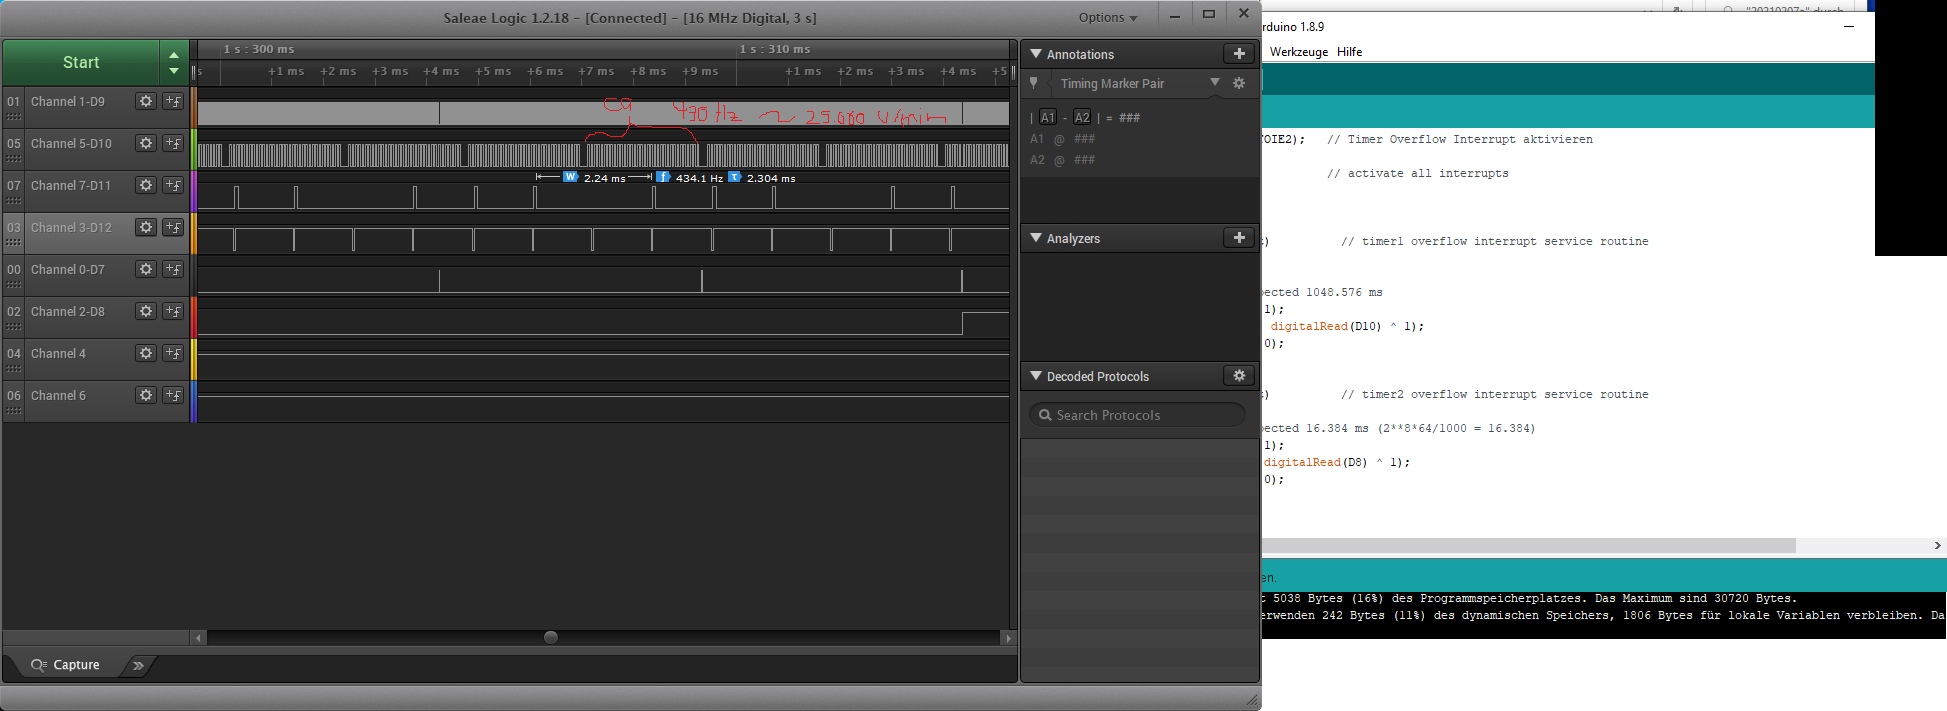 Saleae Logic 1.2.18 - [Connected] - [16 MHz Digital, 3 s]
Options
Start
1 s : 300 ms
1 s : 310 ms
s
+1 ms
+2 ms
+3 ms
+4 ms
+5 ms
+6 ms
+7 ms
+8 ms
+9 ms
+1 ms
+2 ms
+3 ms
+4 ms
+5
01 Channel 1-D9
430 Hz ~
05 Channel 5-D10
07 Channel 7-D11
W 2.24 ms f 434.1 Hz τ 2.304 ms
03 Channel 3-D12
00 Channel 0-D7
02 Channel 2-D8
04 Channel 4
06 Channel 6
Capture
Annotations
Timing Marker Pair
| A1 - A2 | = ###
A1 @ ###
A2 @ ###
Analyzers
Decoded Protocols
Search Protocols
rduino 1.8.9
Werkzeuge Hilfe
OIE2); // Timer Overflow Interrupt aktivieren
// activate all interrupts
) // timer1 overflow interrupt service routine
ected 1048.576 ms
1);
digitalRead(D10) ^ 1);
0);
) // timer2 overflow interrupt service routine
ected 16.384 ms (2**8*64/1000 = 16.384)
1);
digitalRead(D8) ^ 1);
0);
en.
t 5038 Bytes (16%) des Programmspeicherplatzes. Das Maximum sind 30720 Bytes.
erwenden 242 Bytes (11%) des dynamischen Speichers, 1806 Bytes für lokale Variablen verbleiben. Da